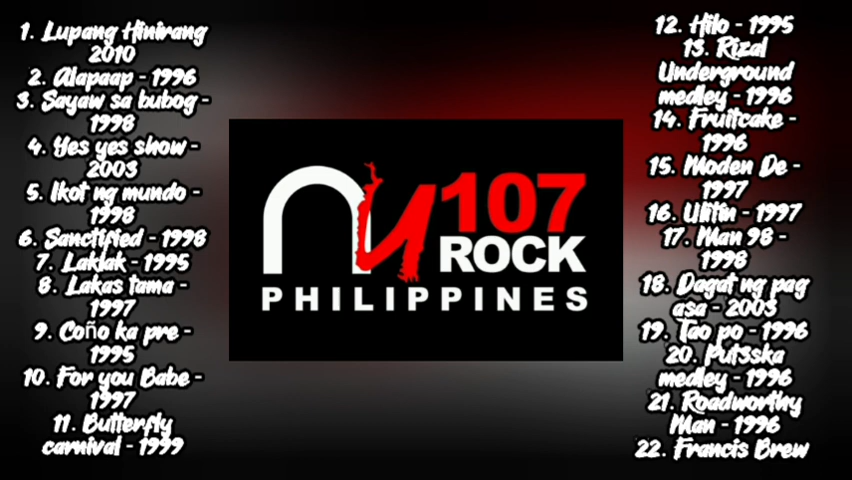 1. Lupang Hinirang
2010
2. Alapaap - 1996
3. Sayaw sa bubog -
1998
4. Yes yes show -
2003
5. Ikot ng mundo -
1998
6. Sanctified - 1998
7. Laklak - 1995
8. Lakas tama -
1997
9. Coño ka pre -
1995
10. For you Babe -
1997
11. Butterfly
carnival - 1999
NU107
ROCK
PHILIPPINES
12. Hilo - 1995
13. Rizal
Underground
medley - 1996
14. Fruitcake -
1996
15. Moden De -
1997
16. Ulitin - 1997
17. Man 98 -
1998
18. Dagat ng pag
asa - 2003
19. Tao po - 1996
20. Put3ska
medley - 1996
21. Roadworthy
Man - 1996
22. Francis Brew